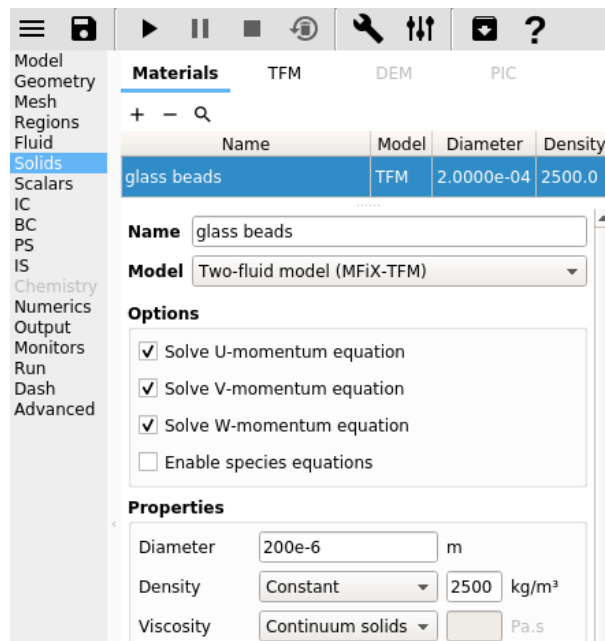 ?
Model
Geometry
Mesh
Regions
Fluid
Solids
Scalars
IC
BC
PS
IS
Chemistry
Numerics
Output
Monitors
Run
Dash
Advanced
Materials TFM DEM PIC
Name Model Diameter Density
glass beads TFM 2.0000e-04 2500.0
Name glass beads
Model Two-fluid model (MFiX-TFM)
Options
Solve U-momentum equation
Solve V-momentum equation
Solve W-momentum equation
Enable species equations
Properties
Diameter 200e-6 m
Density Constant 2500 kg/m³
Viscosity Continuum solids Pa.s